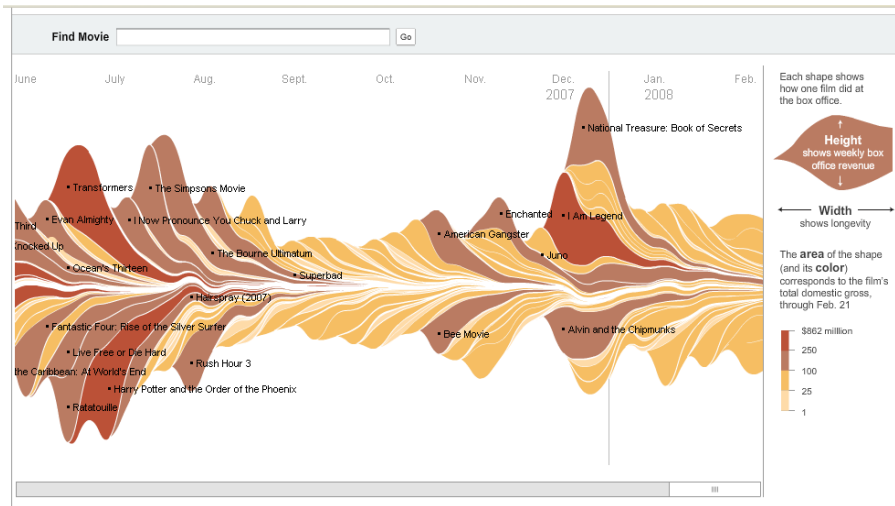 Find Movie
Go
June July Aug. Sept. Oct. Nov. Dec. Jan. Feb.
2007 2008
National Treasure: Book of Secrets
Transformers
The Simpsons Movie
Third
Evan Almighty
I Now Pronounce You Chuck and Larry
Enchanted
I Am Legend
American Gangster
Knocked Up
The Bourne Ultimatum
Juno
Ocean's Thirteen
Superbad
Hairspray (2007)
Fantastic Four: Rise of the Silver Surfer
Bee Movie
Alvin and the Chipmunks
Live Free or Die Hard
Rush Hour 3
the Caribbean: At World's End
Harry Potter and the Order of the Phoenix
Ratatouille
Each shape shows
how one film did at
the box office.
Height
shows weekly box
office revenue
Width
shows longevity
The area of the shape
(and its color)
corresponds to the film's
total domestic gross,
through Feb. 21
$862 million
250
100
25
1